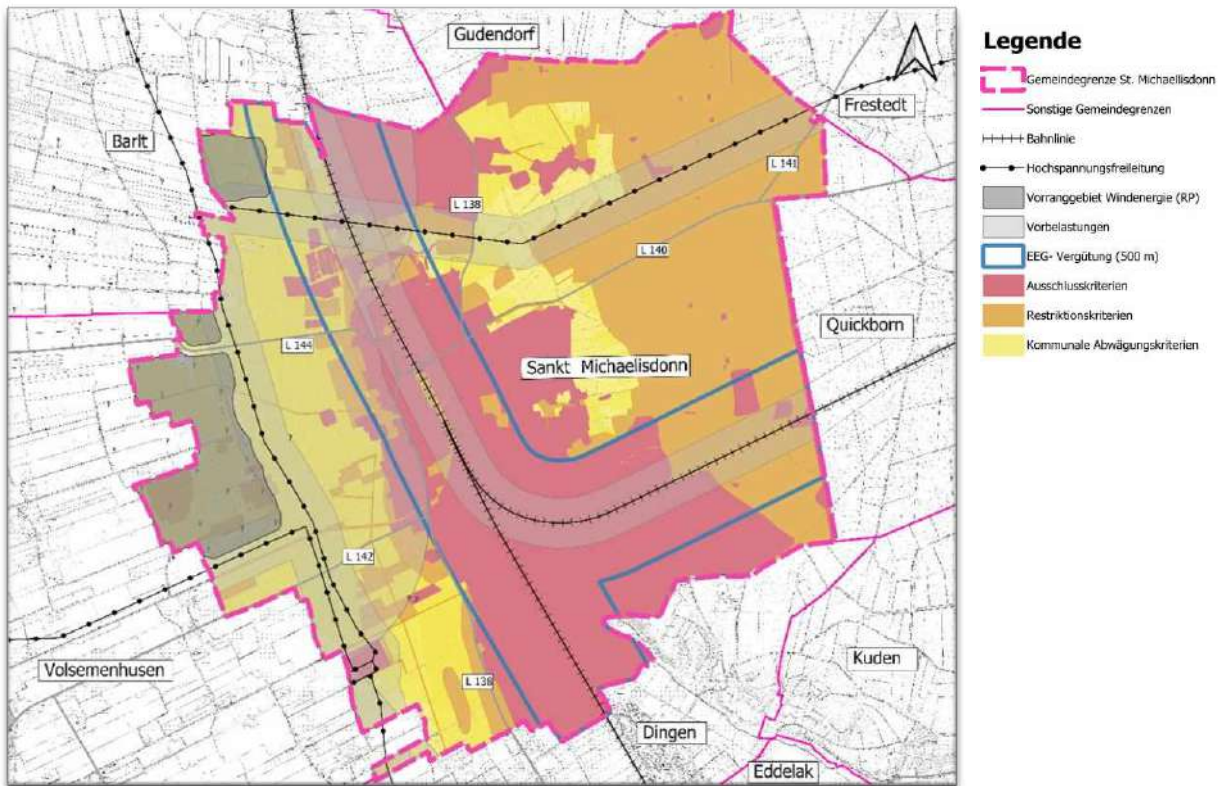 Gudendorf
Barlt
Frestedt
L 141
L 138
L 140
Quickborn
L 144
Sankt Michaelisdonn
L 142
Volsemenhusen
L 138
Kuden
Dingen
Eddelak
Legende
Gemeindegrenze St. Michaellisdonn
Sonstige Gemeindegrenzen
Bahnlinie
Hochspannungsfreileitung
Vorranggebiet Windenergie (RP)
Vorbelastungen
EEG- Vergütung (500 m)
Ausschlusskriterien
Restriktionskriterien
Kommunale Abwägungskriterien